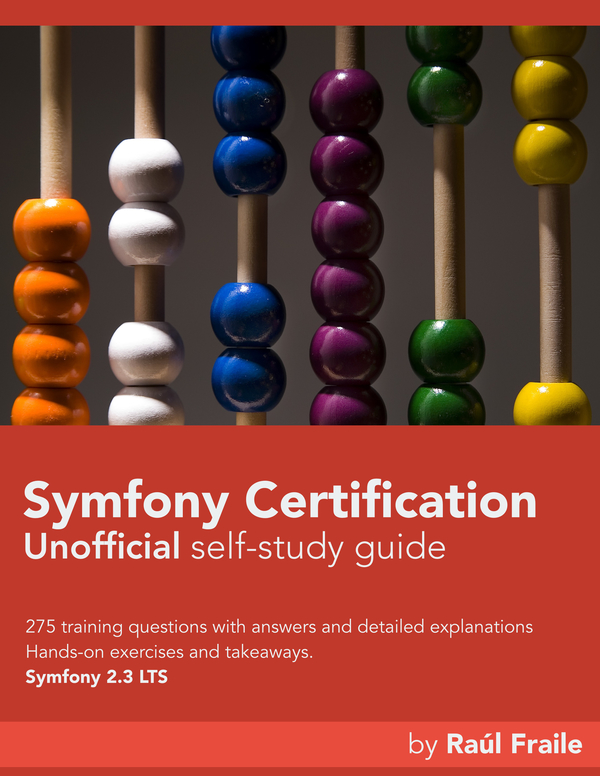 Symfony Certification
Unofficial self-study guide
275 training questions with answers and detailed explanations
Hands-on exercises and takeaways.
Symfony 2.3 LTS
by Raúl Fraile